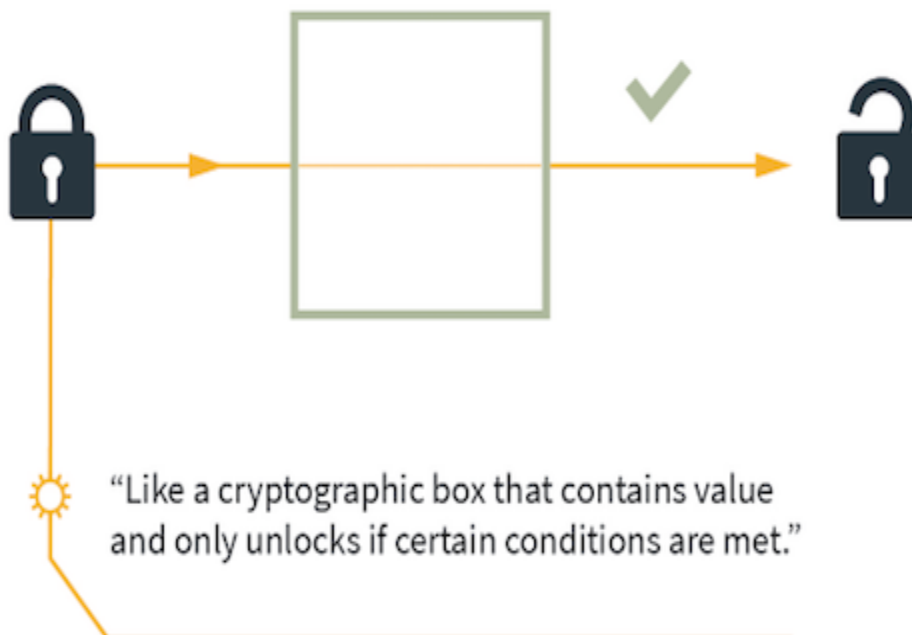 “Like a cryptographic box that contains value
and only unlocks if certain conditions are met.”